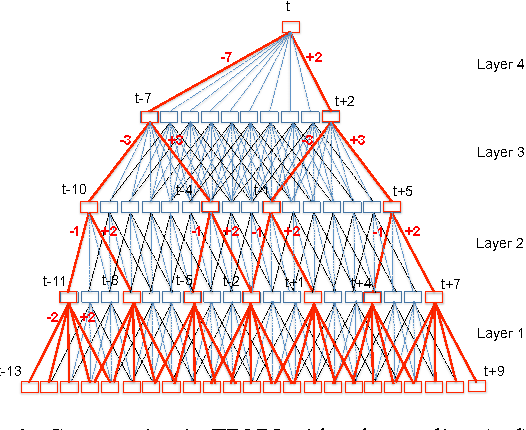 t
-7 +2 Layer 4
t-7 t+2
-3 +3 -3 +3 Layer 3
t-10 t-4 t-1 t+5
-1 +2 -1 +2 -1 +2 -1 +2 Layer 2
t-11 t-8 t-5 t-2 t+1 t+4 t+7
-2 +2 Layer 1
t-13 t+9